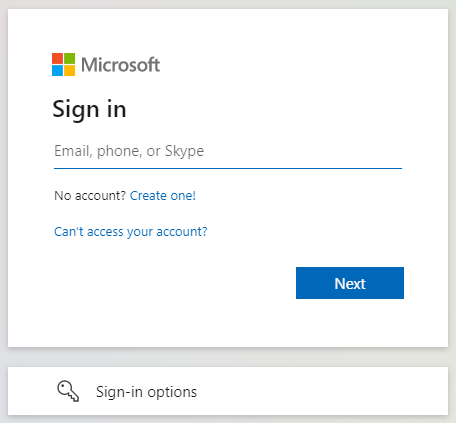 Microsoft
Sign in
Email, phone, or Skype
No account? Create one!
Can't access your account?
Next
Sign-in options